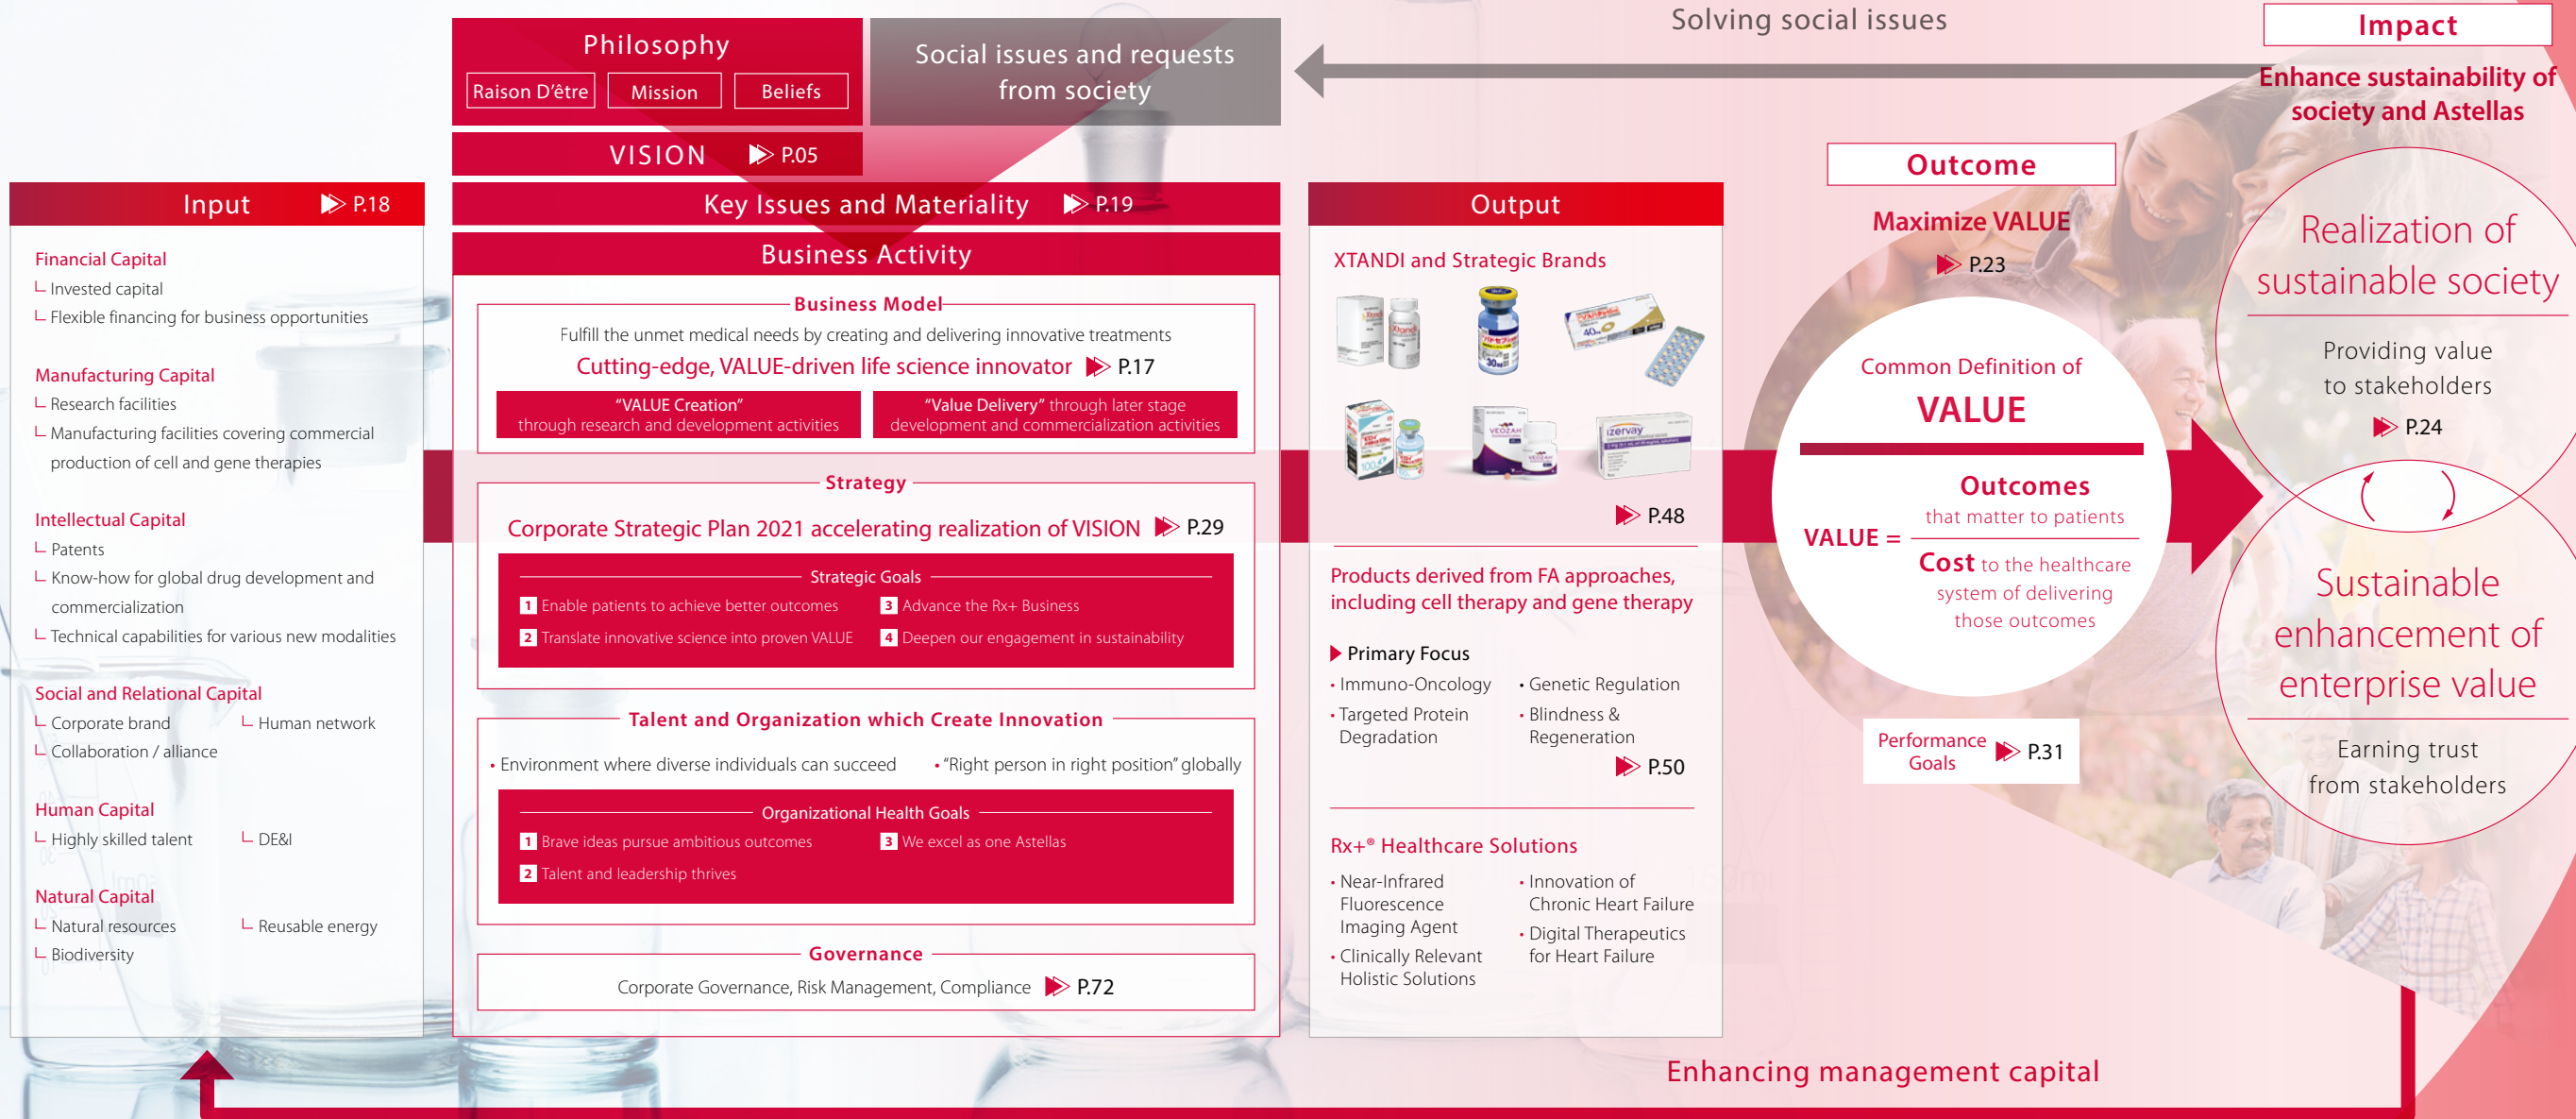 Philosophy
Raison D'être
Mission
Beliefs
Social issues and requests
from society
Solving social issues
Impact
Enhance sustainability of
society and Astellas
VISION P.05
Key Issues and Materiality P.19
Input P.18
Financial Capital
Invested capital
Flexible financing for business opportunities
Manufacturing Capital
Research facilities
Manufacturing facilities covering commercial
production of cell and gene therapies
Intellectual Capital
Patents
Know-how for global drug development and
commercialization
Technical capabilities for various new modalities
Social and Relational Capital
Corporate brand
Human network
Collaboration / alliance
Human Capital
Highly skilled talent
DE&I
Natural Capital
Natural resources
Reusable energy
Biodiversity
Business Activity
Business Model
Fulfill the unmet medical needs by creating and delivering innovative treatments
Cutting-edge, VALUE-driven life science innovator P.17
"VALUE Creation"
through research and development activities
"Value Delivery" through later stage
development and commercialization activities
Strategy
Corporate Strategic Plan 2021 accelerating realization of VISION P.29
Strategic Goals
1 Enable patients to achieve better outcomes
2 Translate innovative science into proven VALUE
3 Advance the Rx+ Business
4 Deepen our engagement in sustainability
Talent and Organization which Create Innovation
• Environment where diverse individuals can succeed
• "Right person in right position" globally
Organizational Health Goals
1 Brave ideas pursue ambitious outcomes
2 Talent and leadership thrives
3 We excel as one Astellas
Governance
Corporate Governance, Risk Management, Compliance P.72
Output
XTANDI and Strategic Brands
Xtandi
40mg
30mg
100
VEOZAH
izervay
P.48
Products derived from FA approaches,
including cell therapy and gene therapy
Primary Focus
• Immuno-Oncology
• Targeted Protein
Degradation
• Genetic Regulation
• Blindness &
Regeneration
P.50
Rx+® Healthcare Solutions
• Near-Infrared
Fluorescence
Imaging Agent
• Clinically Relevant
Holistic Solutions
• Innovation of
Chronic Heart Failure
• Digital Therapeutics
for Heart Failure
Outcome
Maximize VALUE
P.23
Common Definition of
VALUE
VALUE =
Outcomes
that matter to patients
Cost to the healthcare
system of delivering
those outcomes
Performance
Goals
P.31
Realization of
sustainable society
Providing value
to stakeholders
P.24
Sustainable
enhancement of
enterprise value
Earning trust
from stakeholders
Enhancing management capital